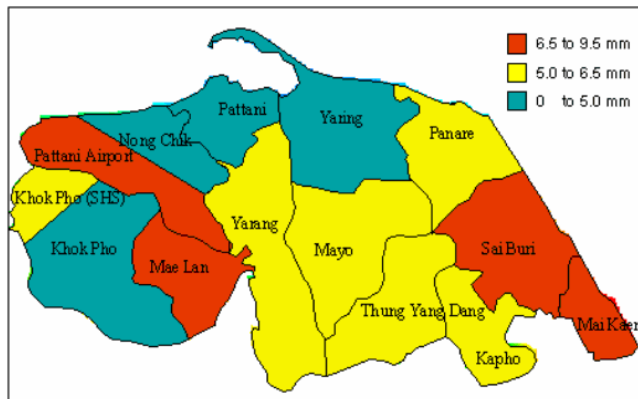 6.5 to 9.5 mm
5.0 to 6.5 mm
0 to 5.0 mm
Pattani
Yaring
Nong Chik
Panare
Pattani Airport
Khok Pho (SHS)
Yarang
Khok Pho
Mayo
Sai Buri
Mae Lan
Thung Yang Dang
Mai Kaen
Kapho